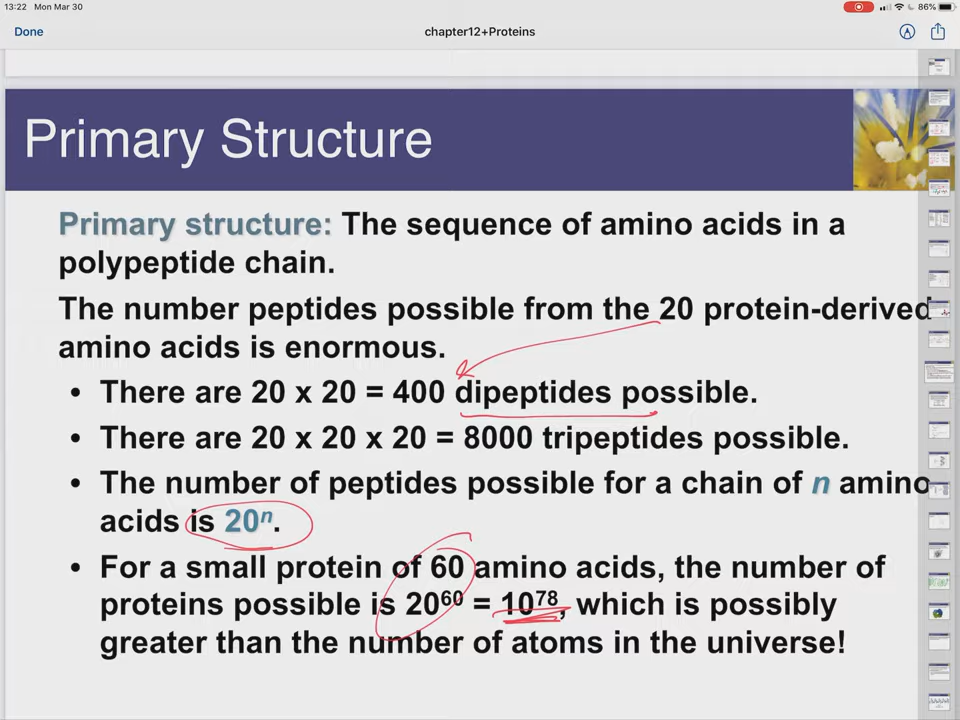 13:22 Mon Mar 30 86%
Done chapter12+Proteins
Primary Structure
Primary structure: The sequence of amino acids in a
polypeptide chain.
The number peptides possible from the 20 protein-derived
amino acids is enormous.
• There are 20 x 20 = 400 dipeptides possible.
• There are 20 x 20 x 20 = 8000 tripeptides possible.
• The number of peptides possible for a chain of n amino
acids is 20ⁿ.
• For a small protein of 60 amino acids, the number of
proteins possible is 20⁶⁰ = 10⁷⁸, which is possibly
greater than the number of atoms in the universe!